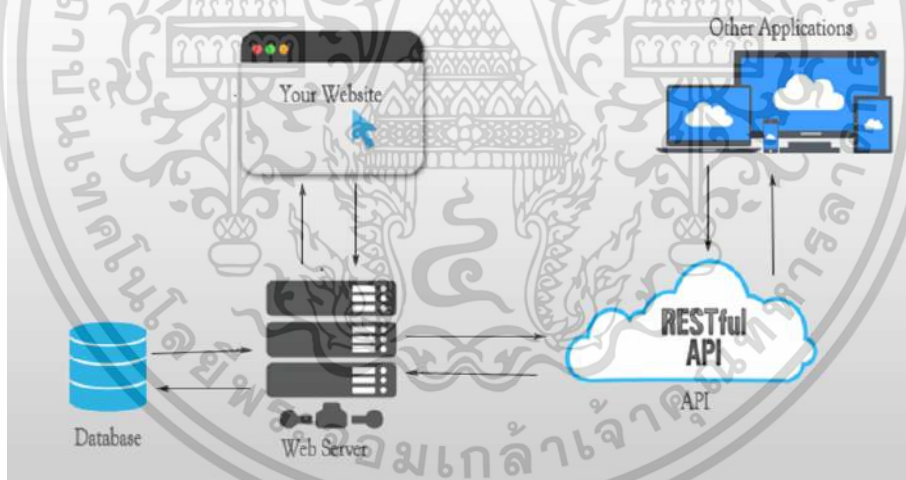 Other Applications
Your Website
RESTful
API
API
Database
Web Server